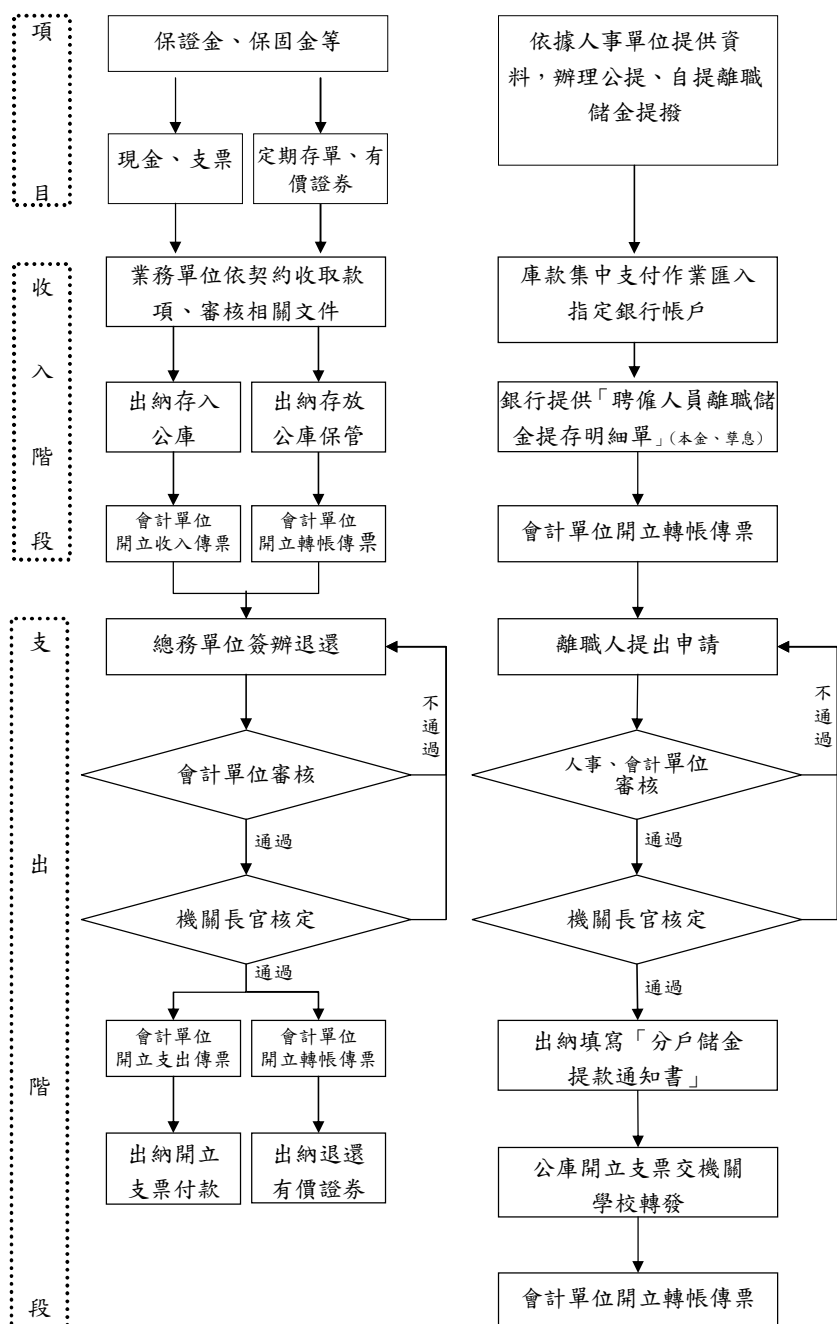 項
目
保證金、保固金等
現金、支票
定期存單、有
價證券
依據人事單位提供資
料，辦理公提、自提離職
儲金提撥
收
入
階
段
業務單位依契約收取款
項、審核相關文件
出納存入
公庫
出納存放
公庫保管
會計單位
開立收入傳票
會計單位
開立轉帳傳票
庫款集中支付作業匯入
指定銀行帳戶
銀行提供「聘僱人員離職儲
金提存明細單」(本金、孳息)
會計單位開立轉帳傳票
支
出
階
段
總務單位簽辦退還
不
通
過
會計單位審核
通過
機關長官核定
通過
會計單位
開立支出傳票
會計單位
開立轉帳傳票
出納開立
支票付款
出納退還
有價證券
離職人提出申請
不
通
過
人事、會計單位
審核
通過
機關長官核定
通過
出納填寫「分戶儲金
提款通知書」
公庫開立支票交機關
學校轉發
會計單位開立轉帳傳票